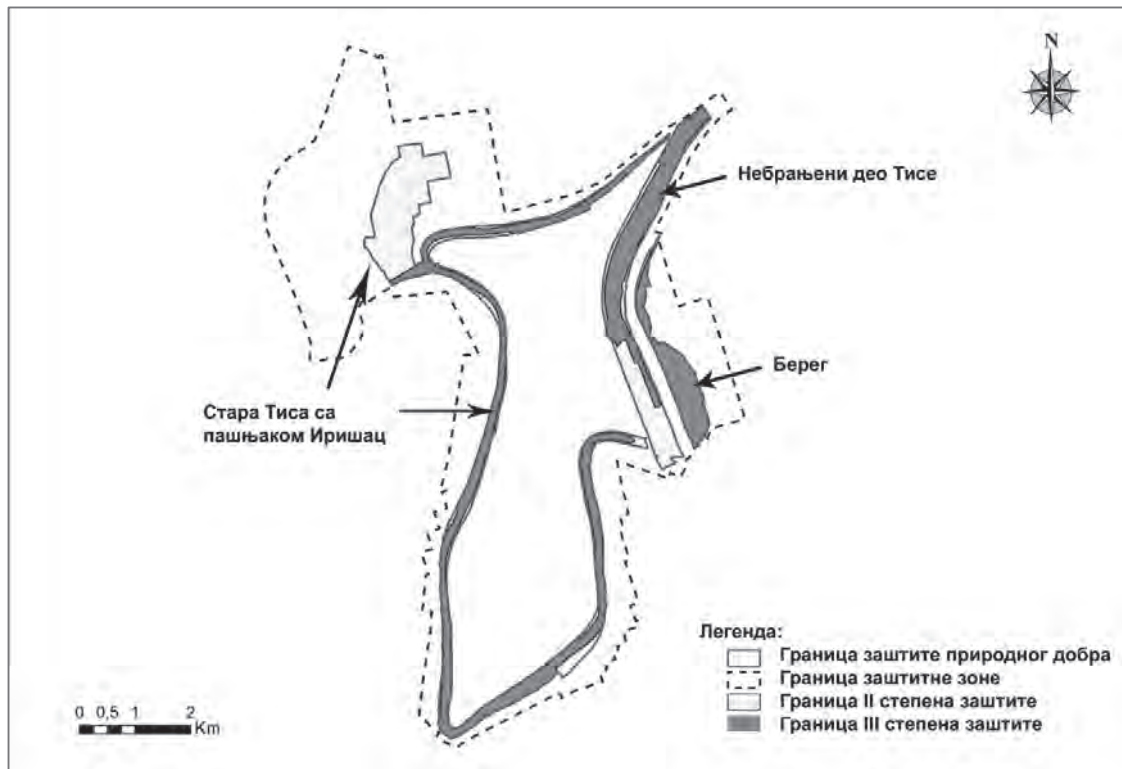 N
Небрањени део Тисе
Берег
Стара Тиса са
пашњаком Иришац
Легенда:
Граница заштите природног добра
Граница заштитне зоне
Граница II степена заштите
Граница III степена заштите
0 0,5 1 2
Km